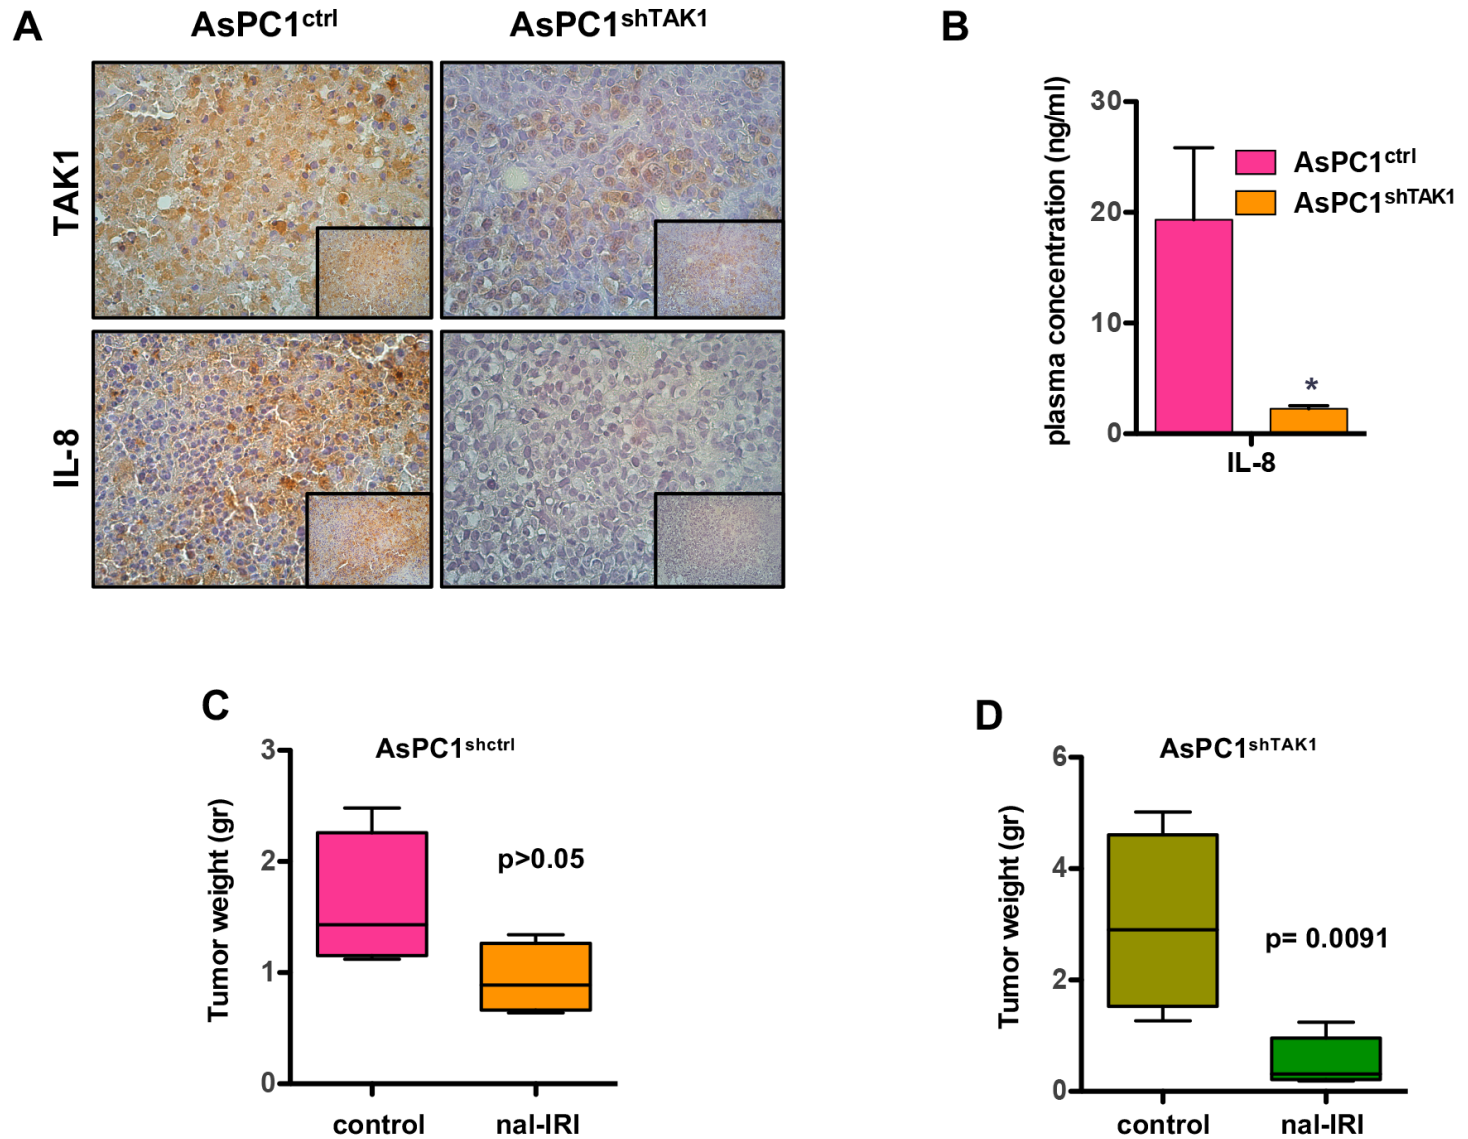 A
AsPC1ctrl
AsPC1shTAK1
TAK1
IL-8
B
plasma concentration (ng/ml)
30
20
10
0
AsPC1ctrl
AsPC1shTAK1
*
IL-8
C
AsPC1shctrl
Tumor weight (gr)
3
2
1
0
p>0.05
control
nal-IRI
D
AsPC1shTAK1
Tumor weight (gr)
6
4
2
0
p= 0.0091
control
nal-IRI